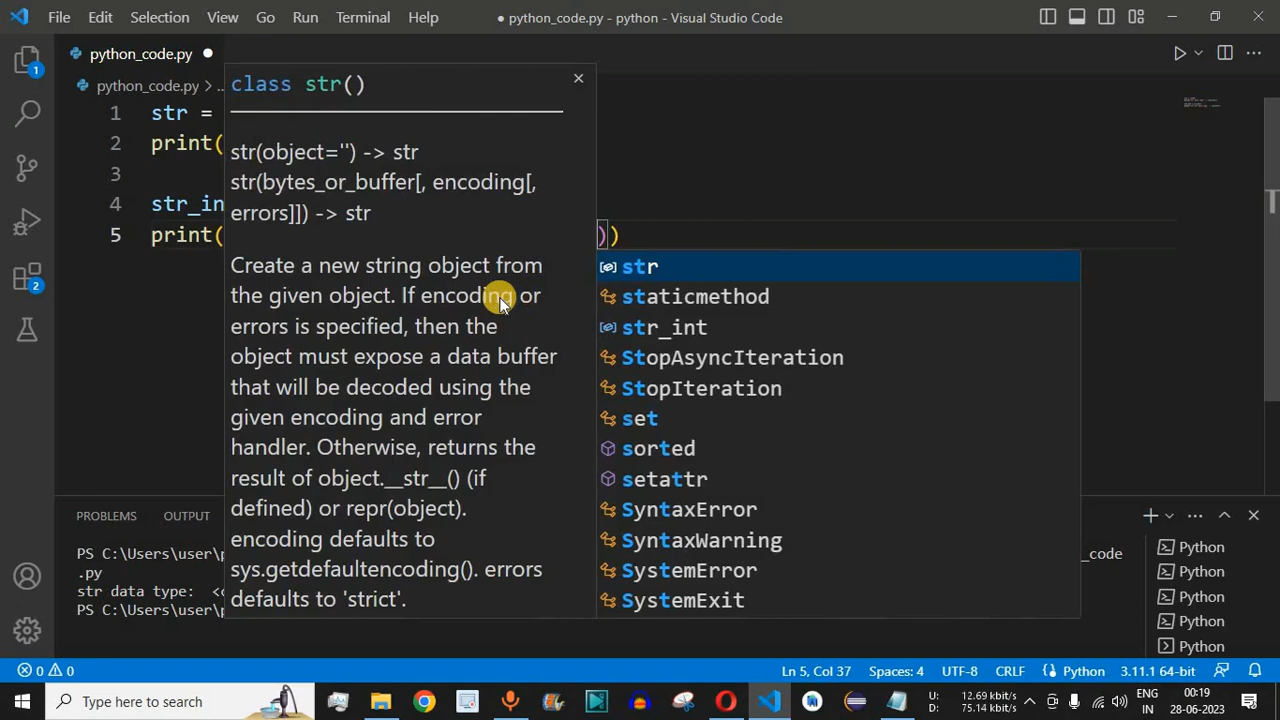 File Edit Selection View Go Run Terminal Help
● python_code.py - python - Visual Studio Code
python_code.py ●
python_code.py > ...
1 str =
2 print(
3
4 str_in
5 print( ))
class str()
str(object='') -> str
str(bytes_or_buffer[, encoding[,
errors]]) -> str
Create a new string object from
the given object. If encoding or
errors is specified, then the
object must expose a data buffer
that will be decoded using the
given encoding and error
handler. Otherwise, returns the
result of object.__str__() (if
defined) or repr(object).
encoding defaults to
sys.getdefaultencoding(). errors
defaults to 'strict'.
str
staticmethod
str_int
StopAsyncIteration
StopIteration
set
sorted
setattr
SyntaxError
SyntaxWarning
SystemError
SystemExit
1
2
PROBLEMS OUTPUT
PS C:\Users\user\p _code
.py
str data type: <c
PS C:\Users\user\p
Python
Python
Python
Python
Python
0 0
Ln 5, Col 37 Spaces: 4 UTF-8 CRLF Python 3.11.1 64-bit
Type here to search
U: 12.69 kbit/s
D: 75.14 kbit/s
ENG
IN
00:19
28-06-2023